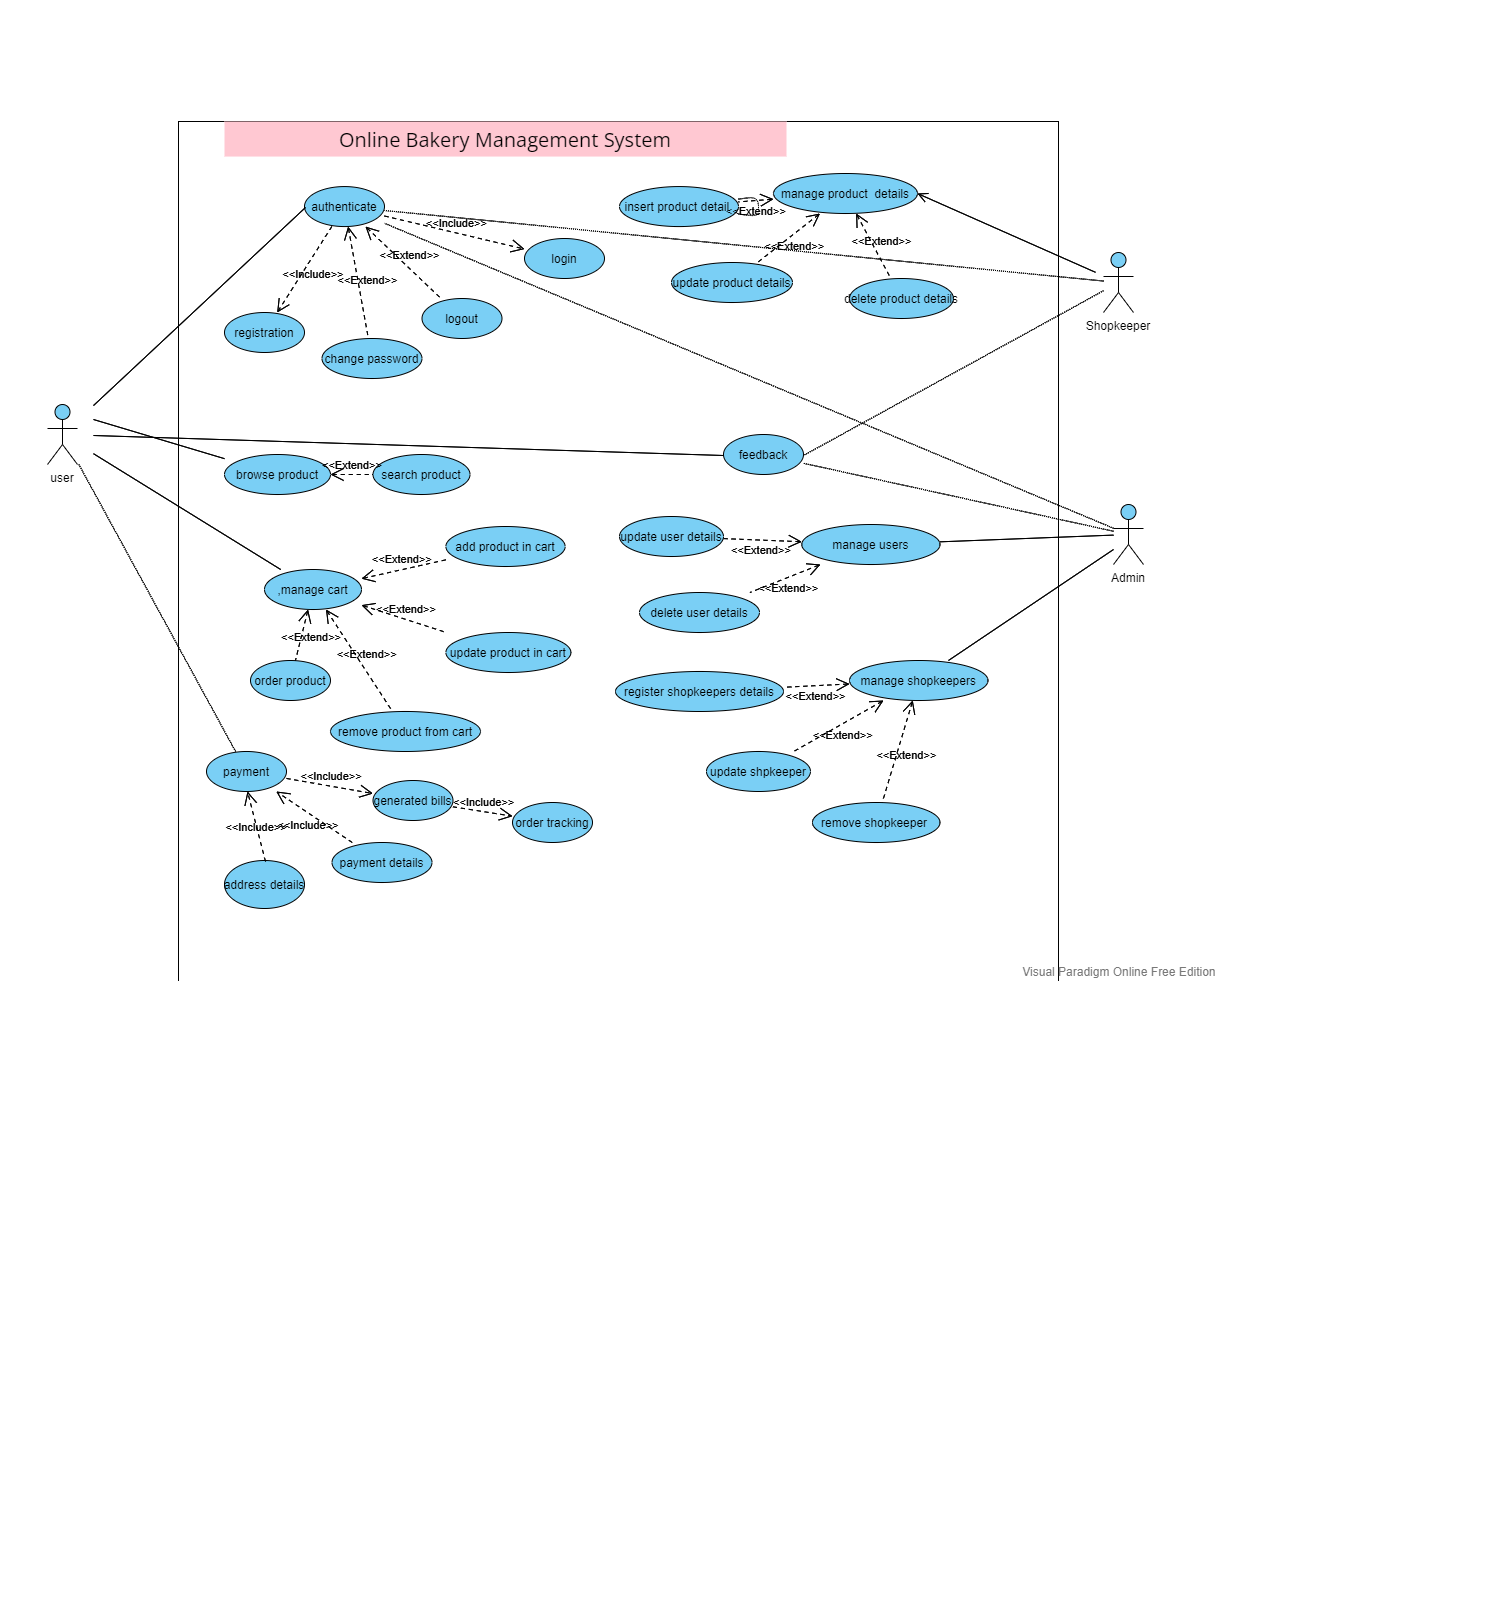 Online Bakery Management System
authenticate
insert product detail
manage product  details
<<Extend>>
<<Include>>
<<Extend>>
<<Extend>>
<<Extend>>
login
<<Include>>
<<Extend>>
update product details
delete product details
registration
logout
change password
Shopkeeper
user
browse product
<<Extend>>
search product
feedback
Admin
update user details
<<Extend>>
manage users
add product in cart
<<Extend>>
,manage cart
<<Extend>>
<<Extend>>
delete user details
<<Extend>>
<<Extend>>
update product in cart
order product
remove product from cart
register shopkeepers details
<<Extend>>
manage shopkeepers
<<Extend>>
<<Extend>>
update shpkeeper
remove shopkeeper
payment
<<Include>>
generated bills
<<Include>>
order tracking
<<Include>>
<<Include>>
payment details
address details
Visual Paradigm Online Free Edition